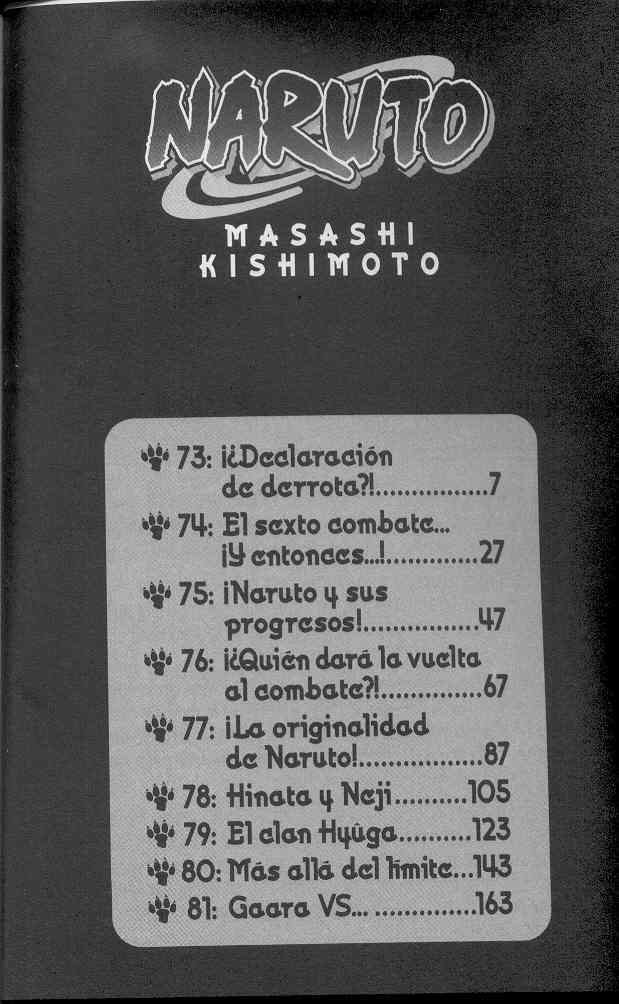 NARUTO
MASASHI
KISHIMOTO
73: ¡¿Declaración
de derrota?!.................7
74: El sexto combate...
¡Y entonces...!..............27
75: ¡Naruto y sus
progresos!.................47
76: ¡¿Quién dará la vuelta
al combate?!...............67
77: ¡La originalidad
de Naruto!..................87
78: Hinata y Neji...........105
79: El clan Hyûga...........123
80: Más allá del límite...143
81: Gaara VS... ...............163